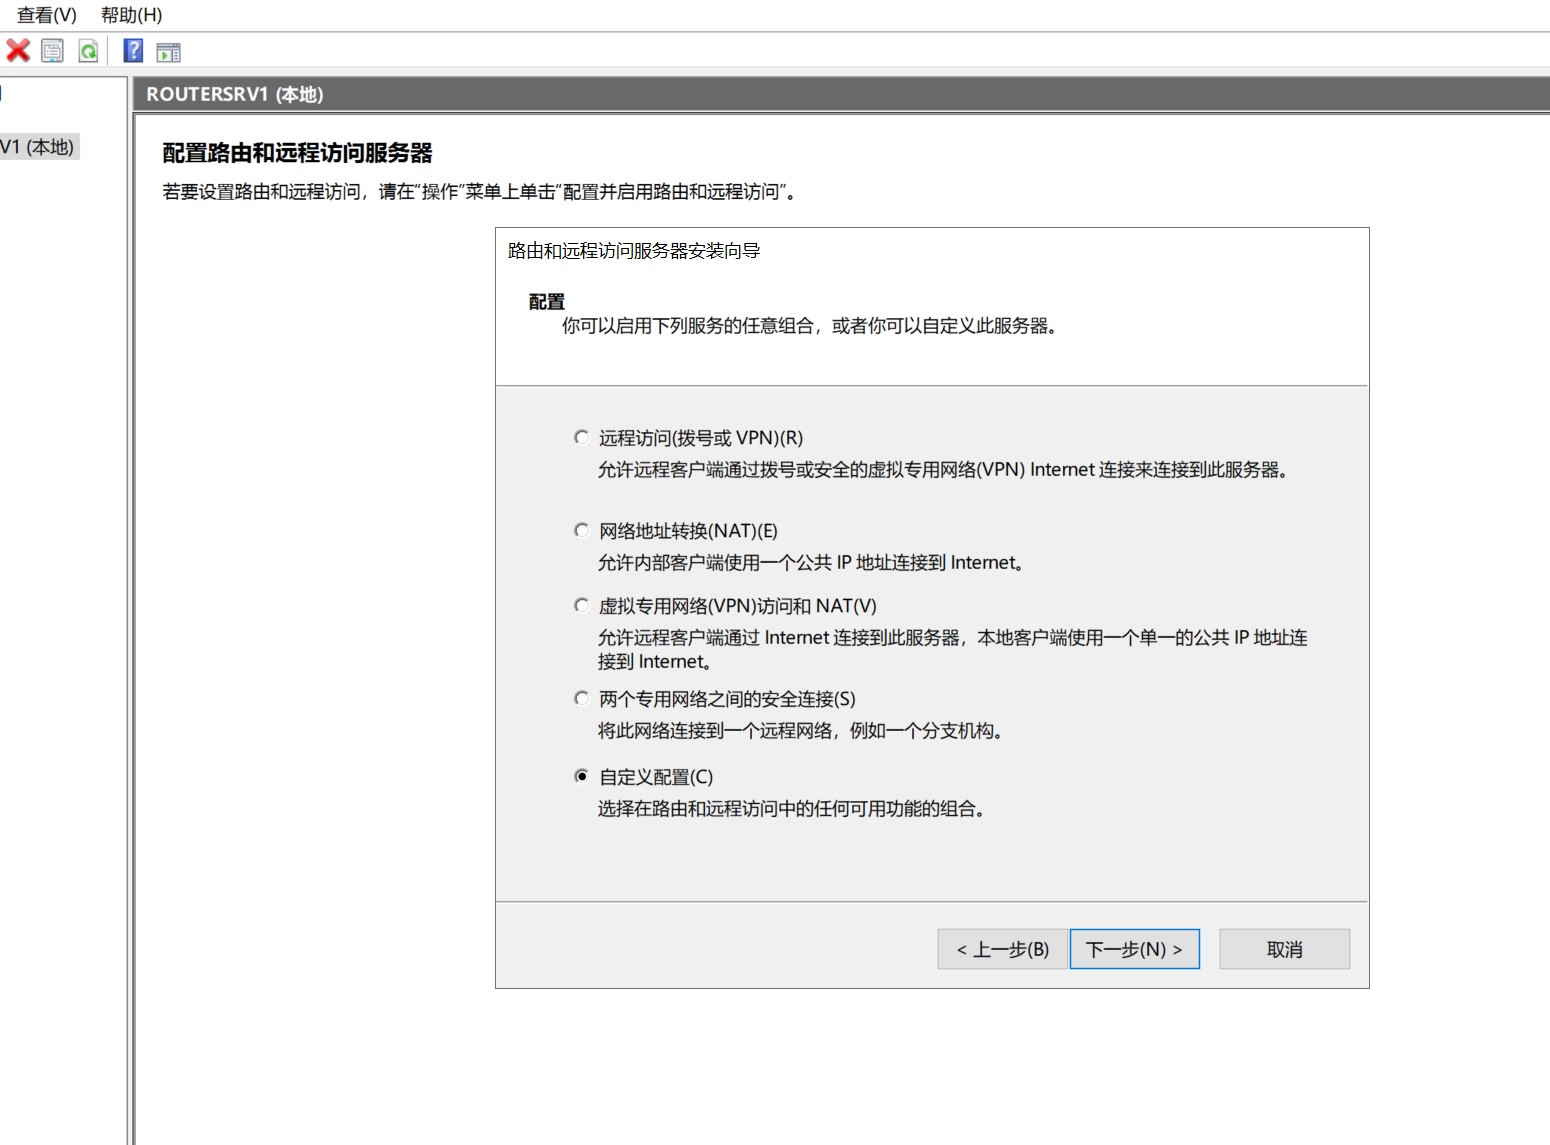 查看(V) 帮助(H)
ROUTERSRV1 (本地)
V1 (本地)
配置路由和远程访问服务器
若要设置路由和远程访问，请在“操作”菜单上单击“配置并启用路由和远程访问”。
路由和远程访问服务器安装向导
配置
你可以启用下列服务的任意组合，或者你可以自定义此服务器。
远程访问(拨号或 VPN)(R)
允许远程客户端通过拨号或安全的虚拟专用网络(VPN) Internet 连接来连接到此服务器。
网络地址转换(NAT)(E)
允许内部客户端使用一个公共 IP 地址连接到 Internet。
虚拟专用网络(VPN)访问和 NAT(V)
允许远程客户端通过 Internet 连接到此服务器，本地客户端使用一个单一的公共 IP 地址连
接到 Internet。
两个专用网络之间的安全连接(S)
将此网络连接到一个远程网络，例如一个分支机构。
自定义配置(C)
选择在路由和远程访问中的任何可用功能的组合。
< 上一步(B) 下一步(N) > 取消